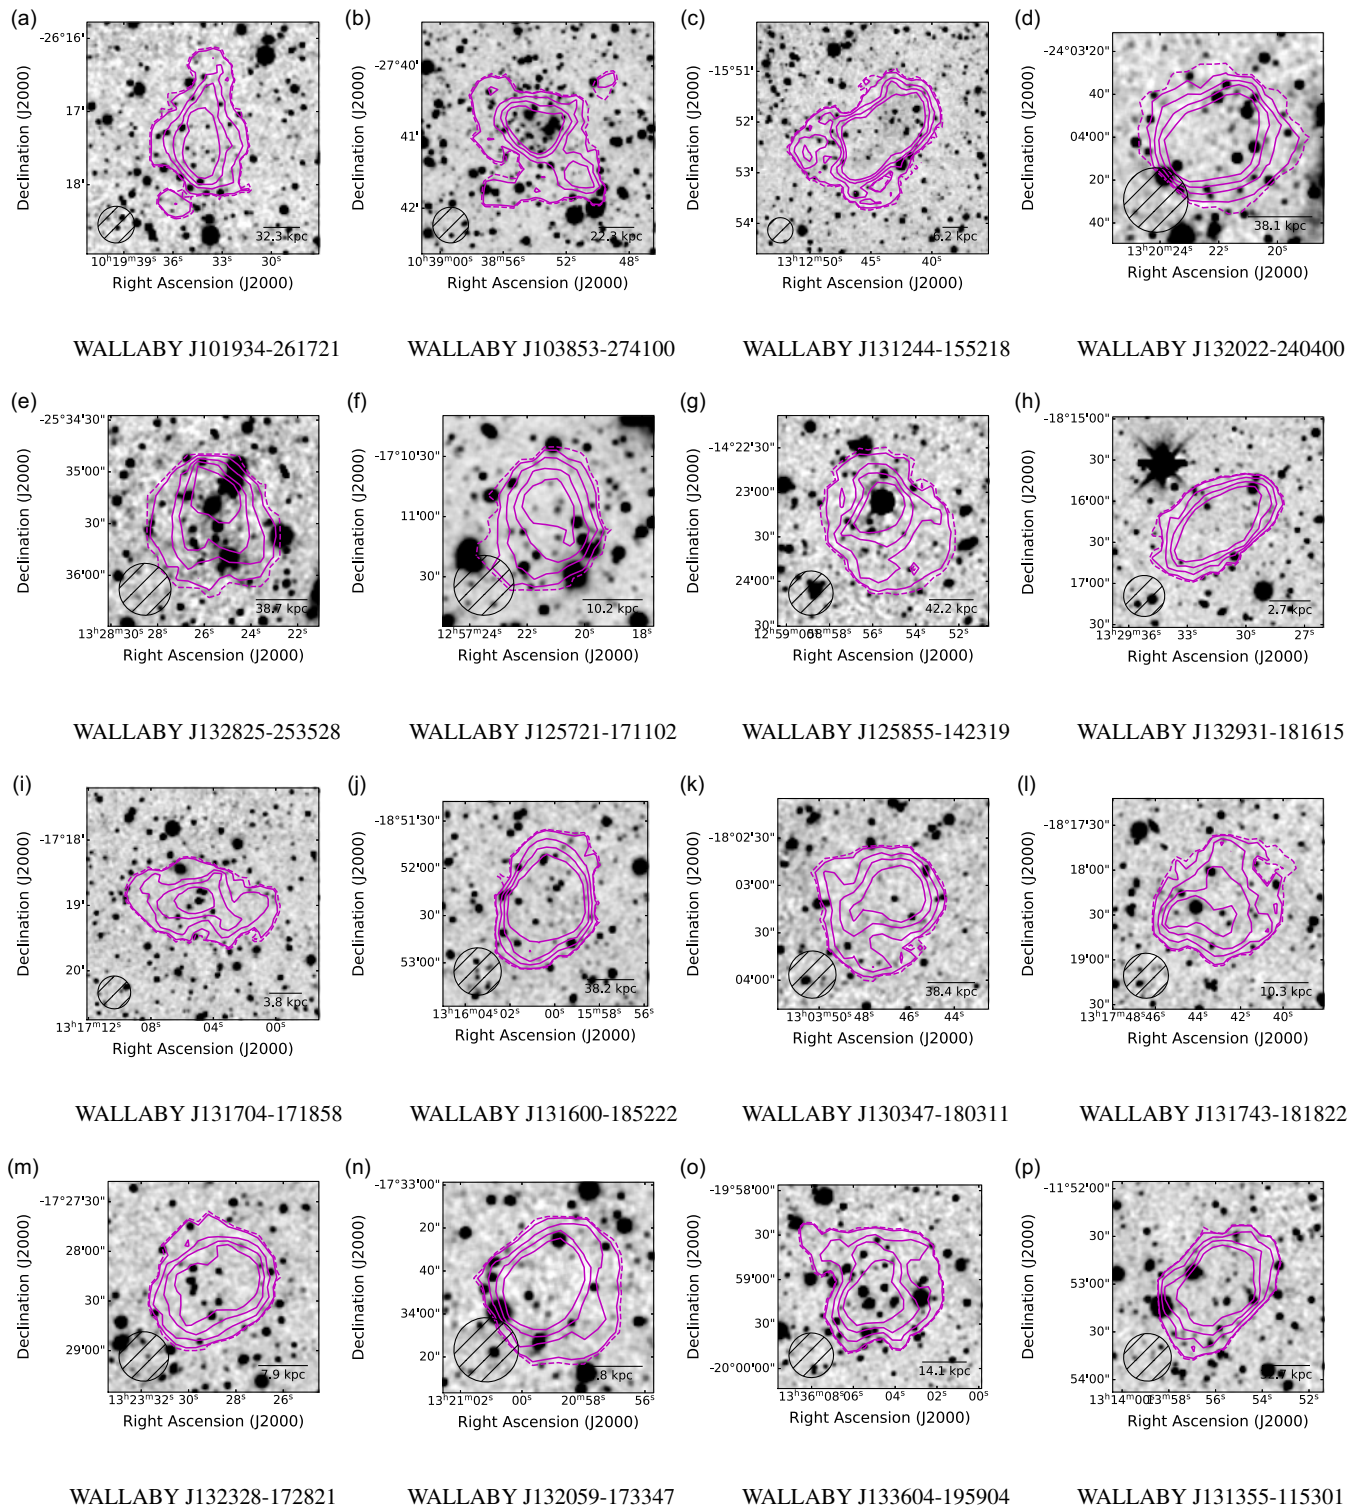 (a) (b) (c) (d)
Declination (J2000)
-26°16'
17'
18'
32.3 kpc
10ʰ19ᵐ39ˢ 36ˢ 33ˢ 30ˢ
Right Ascension (J2000)
WALLABY J101934-261721
Declination (J2000)
-27°40'
41'
42'
22.3 kpc
10ʰ39ᵐ00ˢ 38ᵐ56ˢ 52ˢ 48ˢ
Right Ascension (J2000)
WALLABY J103853-274100
Declination (J2000)
-15°51'
52'
53'
54'
6.2 kpc
13ʰ12ᵐ50ˢ 45ˢ 40ˢ
Right Ascension (J2000)
WALLABY J131244-155218
Declination (J2000)
-24°03'20"
40"
04'00"
20"
40"
38.1 kpc
13ʰ20ᵐ24ˢ 22ˢ 20ˢ
Right Ascension (J2000)
WALLABY J132022-240400
(e) (f) (g) (h)
Declination (J2000)
-25°34'30"
35'00"
30"
36'00"
38.7 kpc
13ʰ28ᵐ30ˢ 28ˢ 26ˢ 24ˢ 22ˢ
Right Ascension (J2000)
WALLABY J132825-253528
Declination (J2000)
-17°10'30"
11'00"
30"
10.2 kpc
12ʰ57ᵐ24ˢ 22ˢ 20ˢ 18ˢ
Right Ascension (J2000)
WALLABY J125721-171102
Declination (J2000)
-14°22'30"
23'00"
30"
24'00"
30"
42.2 kpc
12ʰ59ᵐ00ˢ 58ᵐ58ˢ 56ˢ 54ˢ 52ˢ
Right Ascension (J2000)
WALLABY J125855-142319
Declination (J2000)
-18°15'00"
30"
16'00"
30"
17'00"
30"
2.7 kpc
13ʰ29ᵐ36ˢ 33ˢ 30ˢ 27ˢ
Right Ascension (J2000)
WALLABY J132931-181615
(i) (j) (k) (l)
Declination (J2000)
-17°18'
19'
20'
3.8 kpc
13ʰ17ᵐ12ˢ 08ˢ 04ˢ 00ˢ
Right Ascension (J2000)
WALLABY J131704-171858
Declination (J2000)
-18°51'30"
52'00"
30"
53'00"
38.2 kpc
13ʰ16ᵐ04ˢ 02ˢ 00ˢ 15ᵐ58ˢ 56ˢ
Right Ascension (J2000)
WALLABY J131600-185222
Declination (J2000)
-18°02'30"
03'00"
30"
04'00"
38.4 kpc
13ʰ03ᵐ50ˢ 48ˢ 46ˢ 44ˢ
Right Ascension (J2000)
WALLABY J130347-180311
Declination (J2000)
-18°17'30"
18'00"
30"
19'00"
30"
10.3 kpc
13ʰ17ᵐ48ˢ 46ˢ 44ˢ 42ˢ 40ˢ
Right Ascension (J2000)
WALLABY J131743-181822
(m) (n) (o) (p)
Declination (J2000)
-17°27'30"
28'00"
30"
29'00"
7.9 kpc
13ʰ23ᵐ32ˢ 30ˢ 28ˢ 26ˢ
Right Ascension (J2000)
WALLABY J132328-172821
Declination (J2000)
-17°33'00"
20"
40"
34'00"
20"
kpc
13ʰ21ᵐ02ˢ 00ˢ 20ᵐ58ˢ 56ˢ
Right Ascension (J2000)
WALLABY J132059-173347
Declination (J2000)
-19°58'00"
30"
59'00"
30"
-20°00'00"
14.1 kpc
13ʰ36ᵐ08ˢ 06ˢ 04ˢ 02ˢ 00ˢ
Right Ascension (J2000)
WALLABY J133604-195904
Declination (J2000)
-11°52'00"
30"
53'00"
30"
54'00"
kpc
13ʰ14ᵐ00ˢ 13ᵐ58ˢ 56ˢ 54ˢ 52ˢ
Right Ascension (J2000)
WALLABY J131355-115301